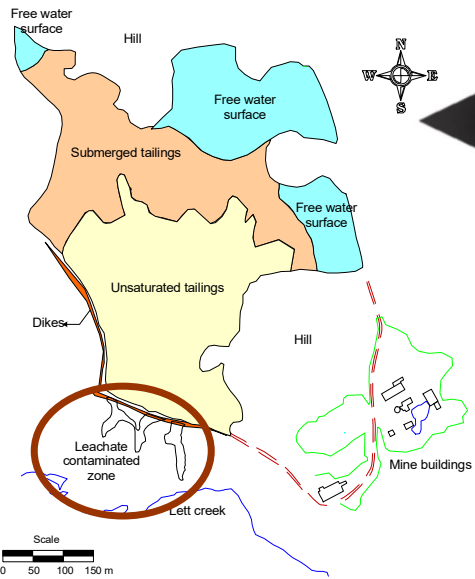 Free water
surface
Hill
N
W E
S
Free water
surface
Submerged tailings
Free water
surface
Unsaturated tailings
Dikes
Hill
Leachate
contaminated
zone
Mine buildings
Lett creek
Scale
0 50 100 150 m